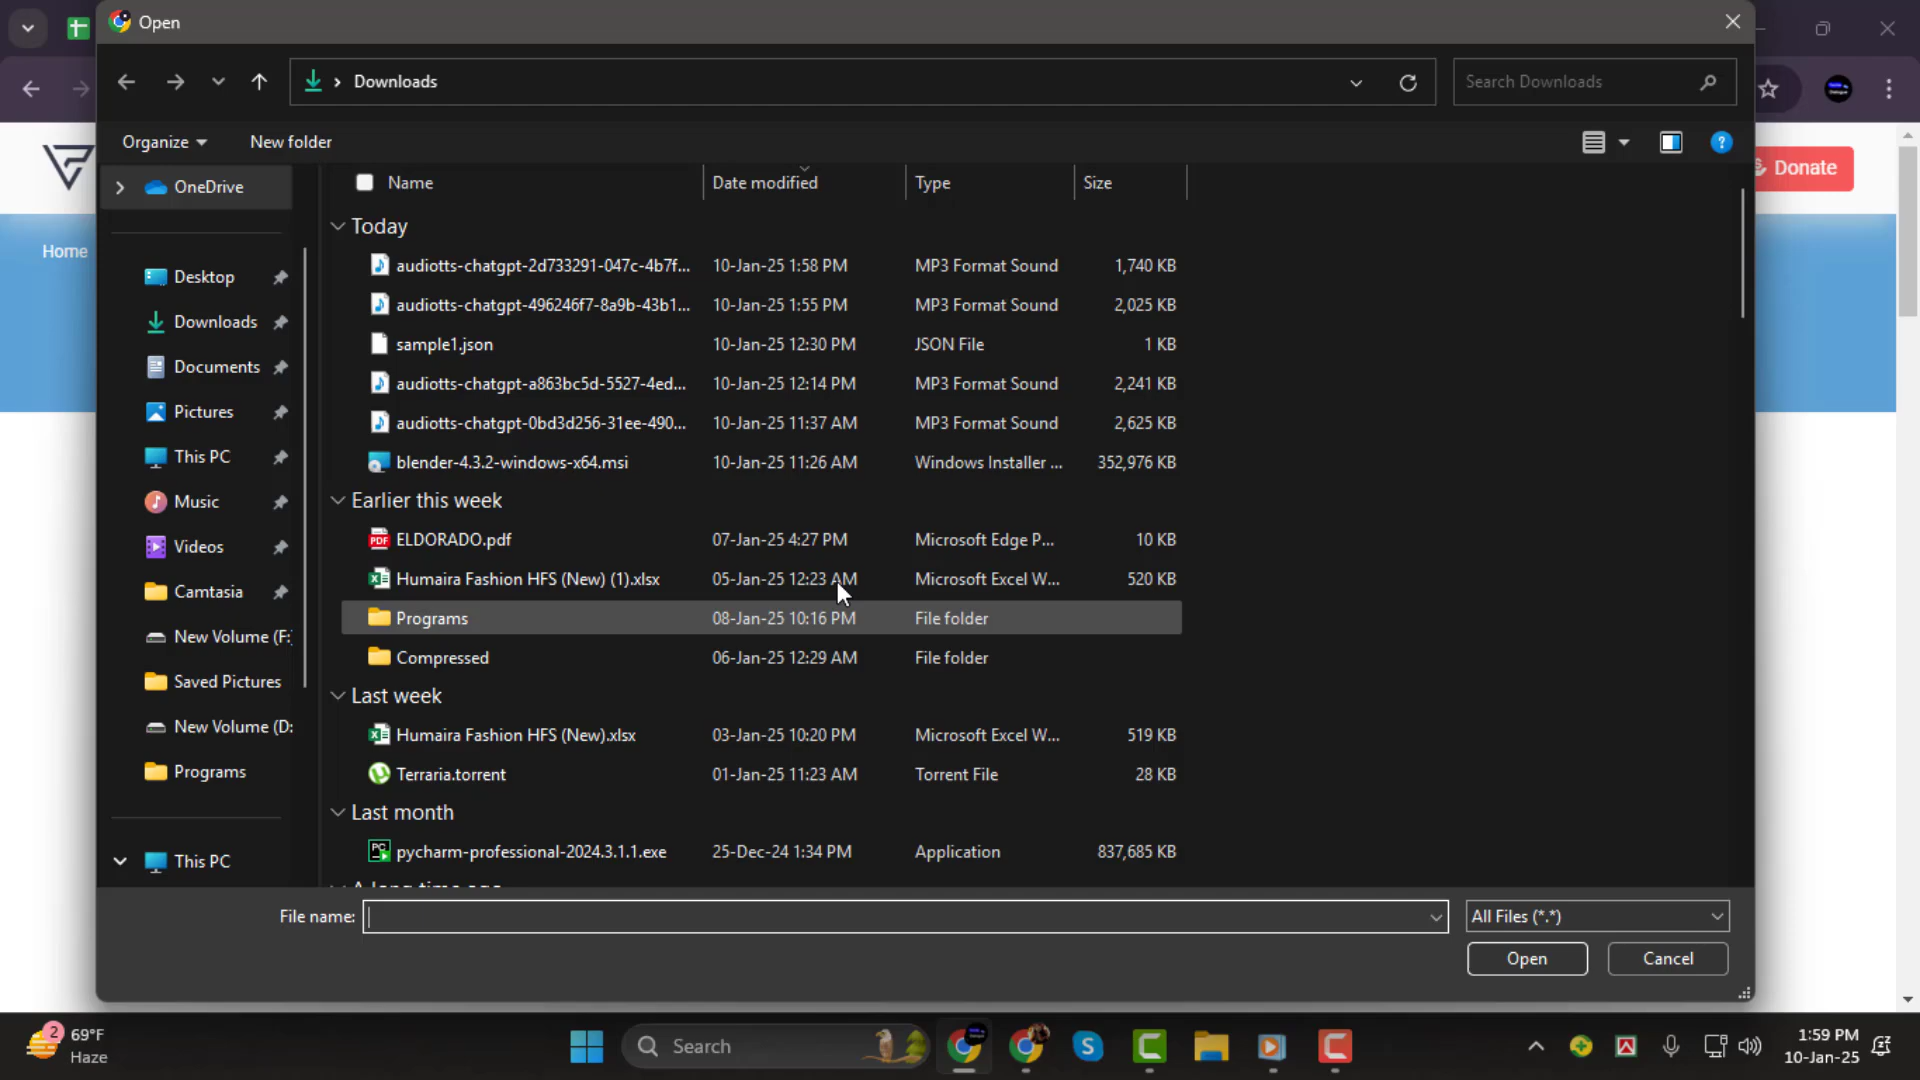 Open
Downloads
Search Downloads
Organize
New folder
Donate
Home
OneDrive
Desktop
Downloads
Documents
Pictures
This PC
Music
Videos
Camtasia
New Volume (F:
Saved Pictures
New Volume (D:
Programs
This PC
Name Date modified Type Size
Today
audiotts-chatgpt-2d733291-047c-4b7f... 10-Jan-25 1:58 PM MP3 Format Sound 1,740 KB
audiotts-chatgpt-496246f7-8a9b-43b1... 10-Jan-25 1:55 PM MP3 Format Sound 2,025 KB
sample1.json 10-Jan-25 12:30 PM JSON File 1 KB
audiotts-chatgpt-a863bc5d-5527-4ed... 10-Jan-25 12:14 PM MP3 Format Sound 2,241 KB
audiotts-chatgpt-0bd3d256-31ee-490... 10-Jan-25 11:37 AM MP3 Format Sound 2,625 KB
blender-4.3.2-windows-x64.msi 10-Jan-25 11:26 AM Windows Installer ... 352,976 KB
Earlier this week
ELDORADO.pdf 07-Jan-25 4:27 PM Microsoft Edge P... 10 KB
Humaira Fashion HFS (New) (1).xlsx 05-Jan-25 12:23 AM Microsoft Excel W... 520 KB
Programs 08-Jan-25 10:16 PM File folder
Compressed 06-Jan-25 12:29 AM File folder
Last week
Humaira Fashion HFS (New).xlsx 03-Jan-25 10:20 PM Microsoft Excel W... 519 KB
Terraria.torrent 01-Jan-25 11:23 AM Torrent File 28 KB
Last month
pycharm-professional-2024.3.1.1.exe 25-Dec-24 1:34 PM Application 837,685 KB
A long time ago
File name:
All Files (*.*)
Open
Cancel
2
69°F
Haze
Search
1:59 PM
10-Jan-25